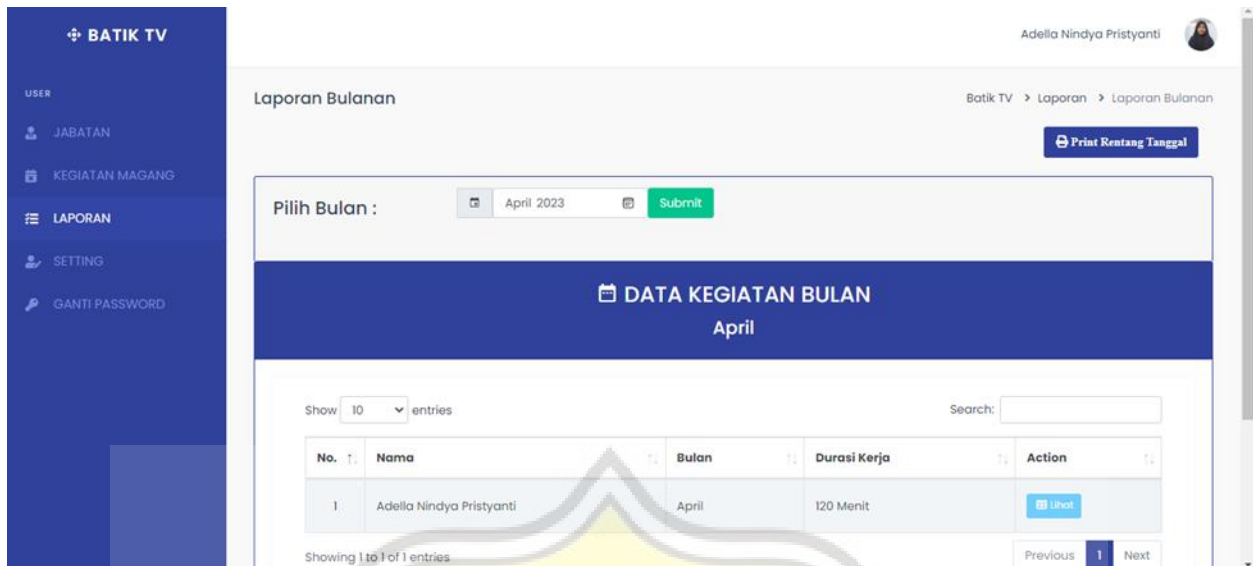 BATIK TV
Adella Nindya Pristyanti
USER
JABATAN
KEGIATAN MAGANG
LAPORAN
SETTING
GANTI PASSWORD
Laporan Bulanan
Batik TV > Laporan > Laporan Bulanan
Print Rentang Tanggal
Pilih Bulan : April 2023 Submit
DATA KEGIATAN BULAN
April
Show 10 entries Search:
No. Nama Bulan Durasi Kerja Action
1 Adella Nindya Pristyanti April 120 Menit Lihat
Showing 1 to 1 of 1 entries Previous 1 Next